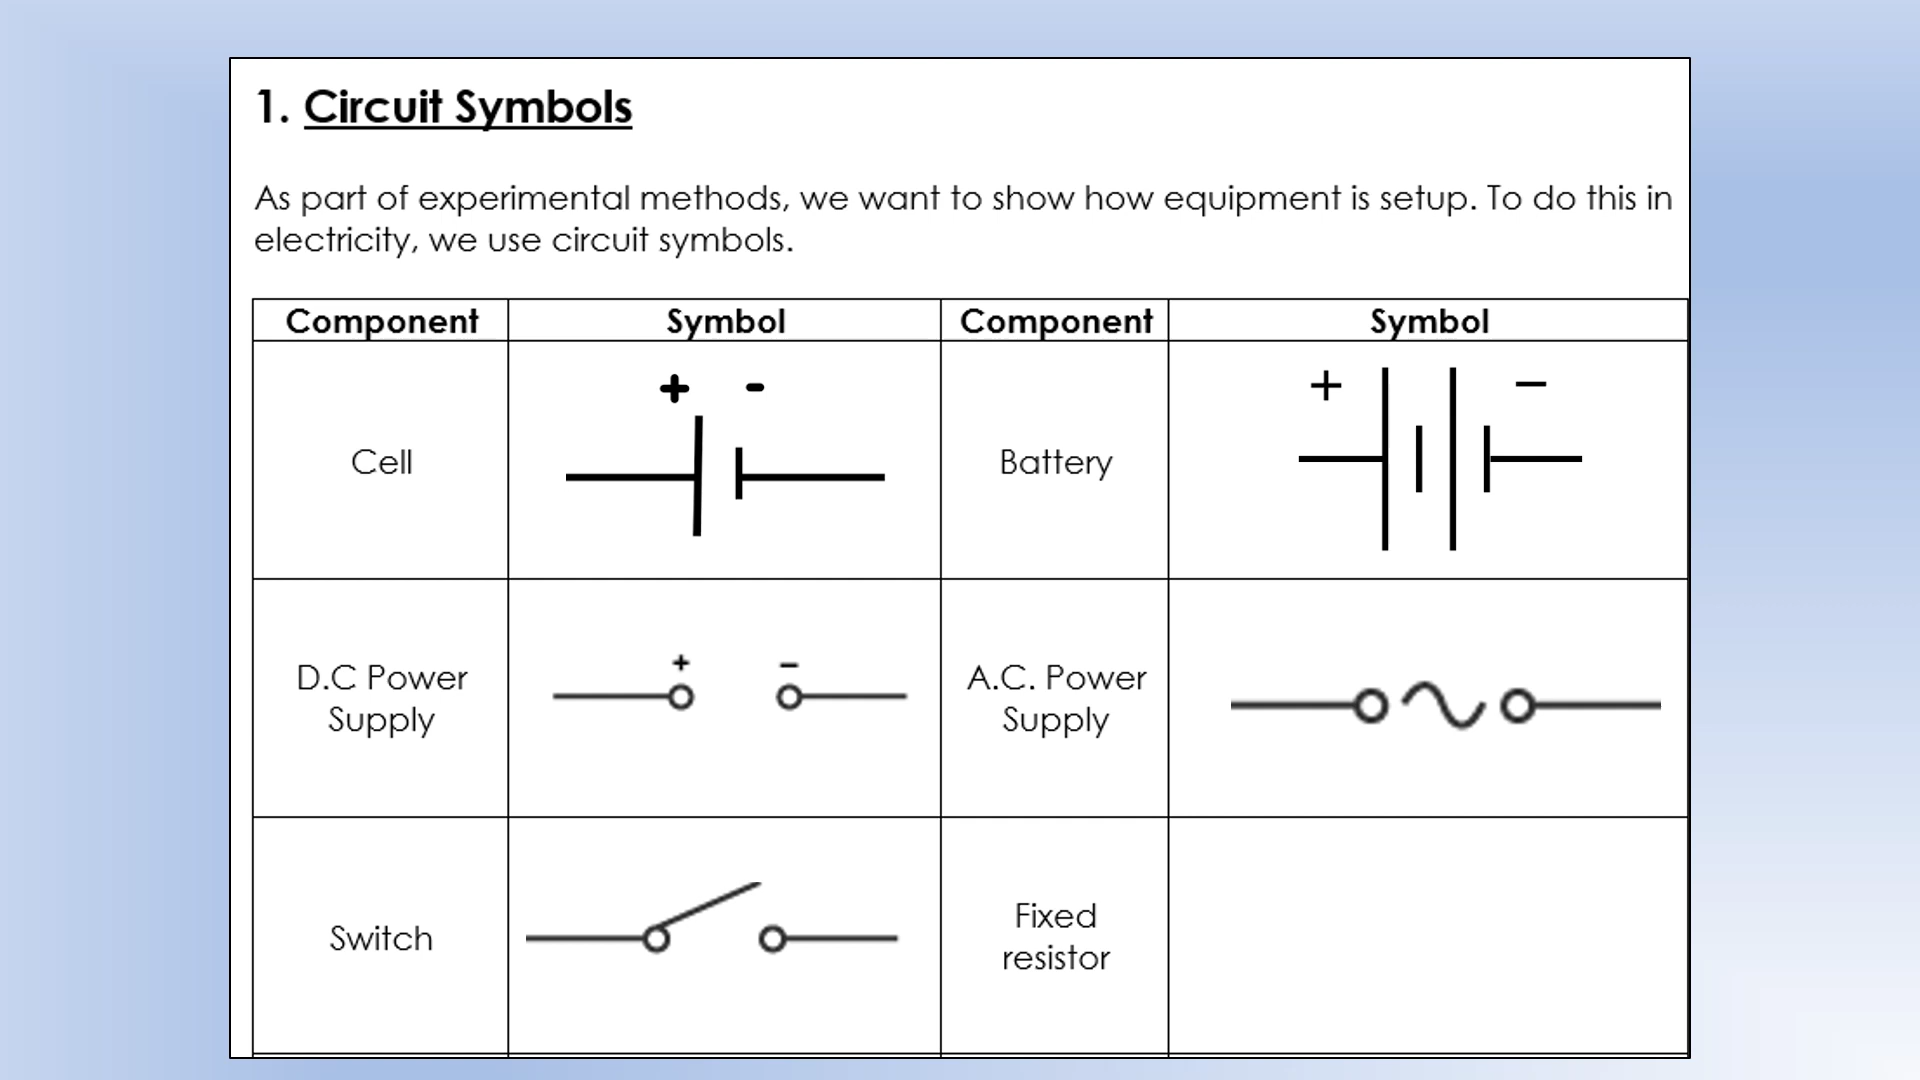 1. Circuit Symbols
As part of experimental methods, we want to show how equipment is setup. To do this in
electricity, we use circuit symbols.
Component Symbol Component Symbol
+ - + −
Cell Battery
+ −
D.C Power
Supply
A.C. Power
Supply
Switch
Fixed
resistor